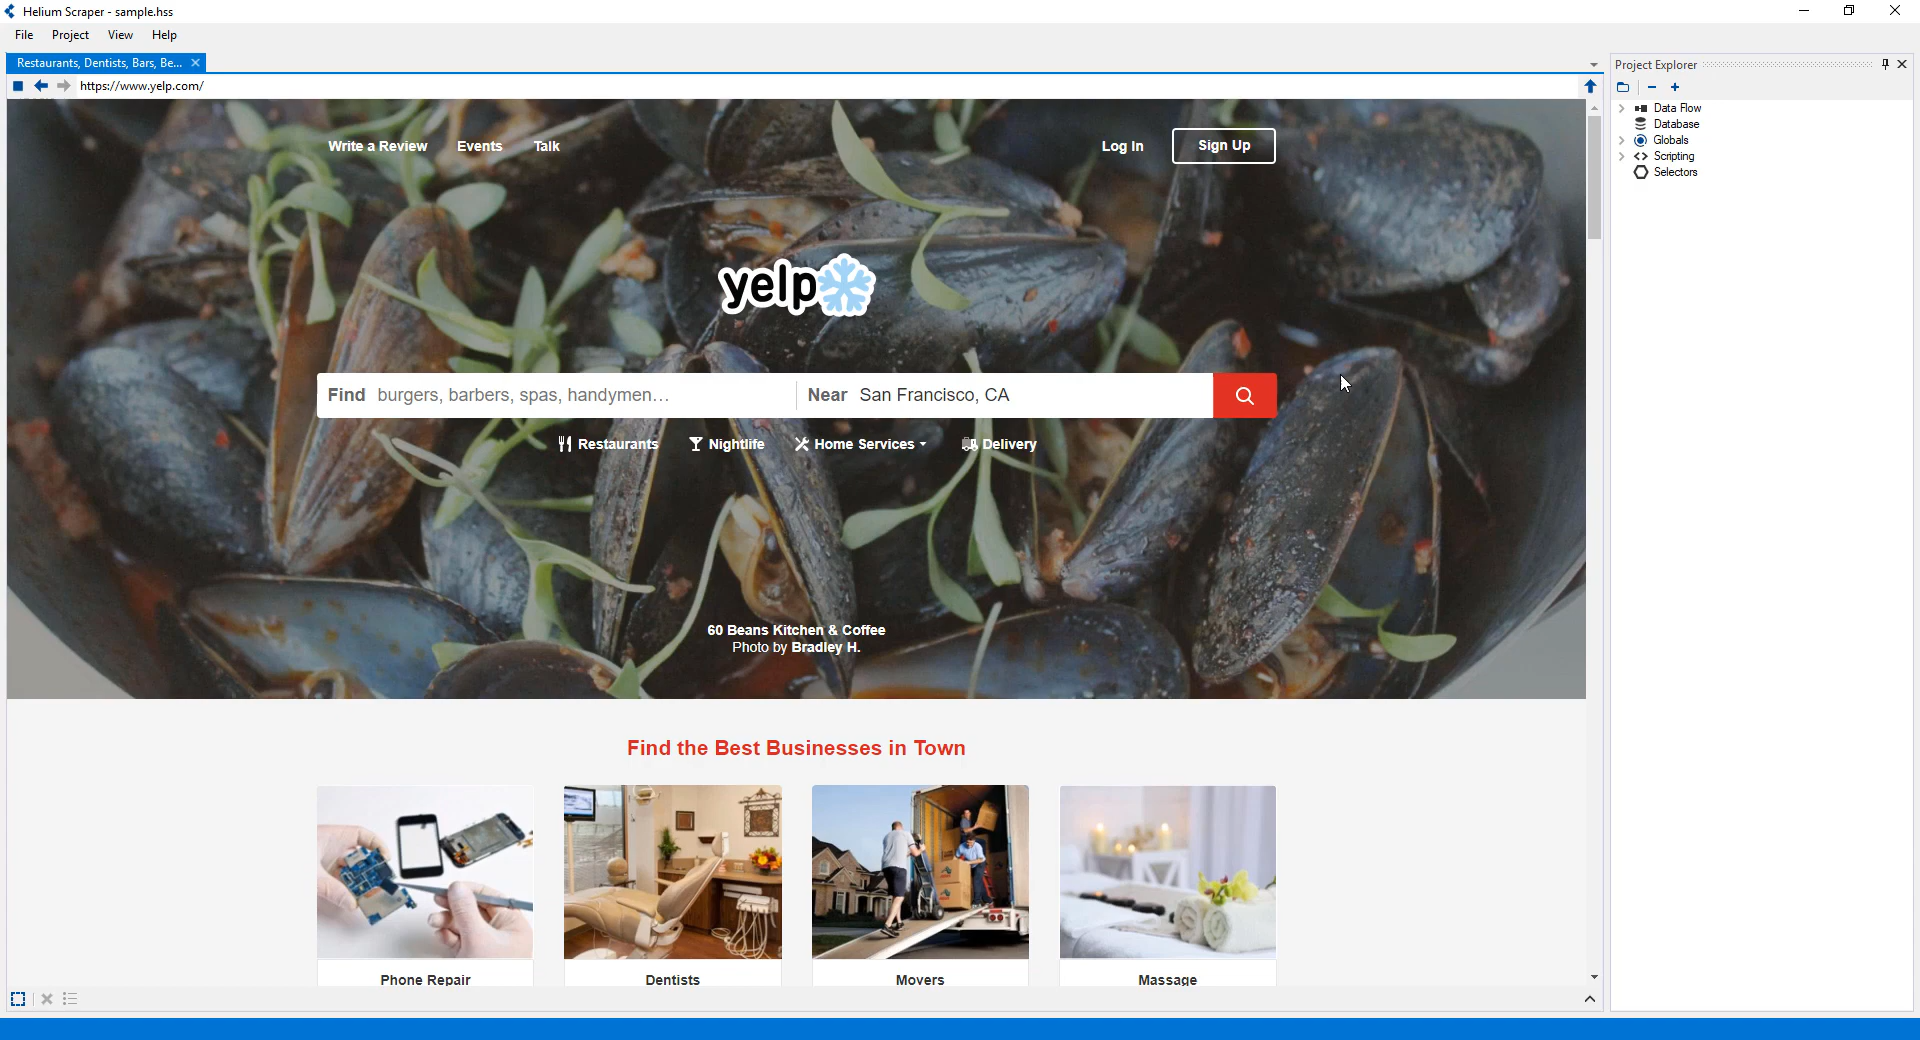 Helium Scraper - sample.hss
File Project View Help
Restaurants, Dentists, Bars, Be...
https://www.yelp.com/
Project Explorer
Data Flow
Database
Globals
Scripting
Selectors
Write a Review Events Talk Log In Sign Up
yelp
Find burgers, barbers, spas, handymen... Near San Francisco, CA
Restaurants Nightlife Home Services Delivery
60 Beans Kitchen & Coffee
Photo by Bradley H.
Find the Best Businesses in Town
Phone Repair Dentists Movers Massage